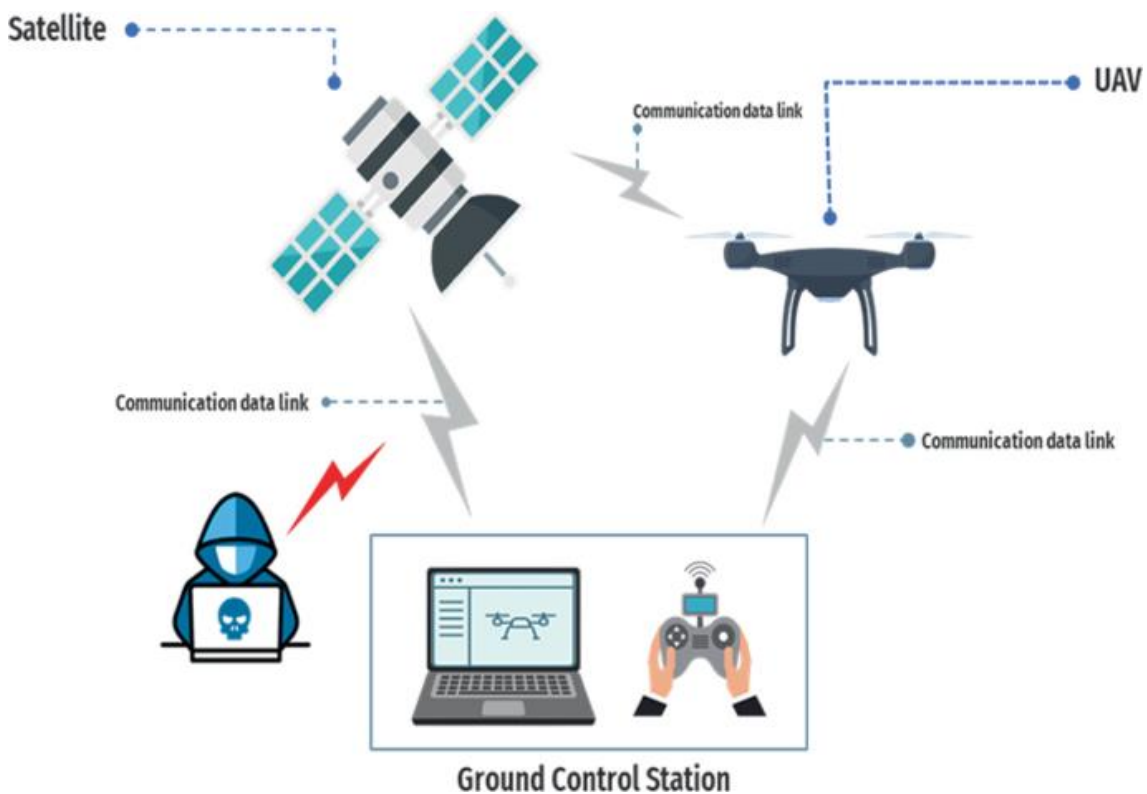 Satellite
UAV
Communication data link
Communication data link
Communication data link
Ground Control Station